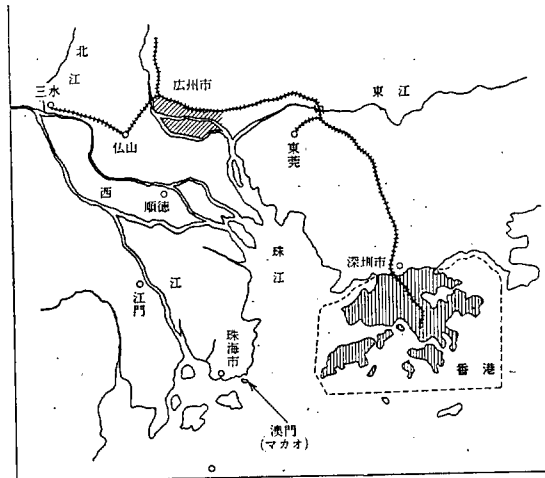 北江
三水
広州市
東江
仏山
東莞
西江
順徳
珠江
深圳市
江門
珠海市
香港
澳門
(マカオ)